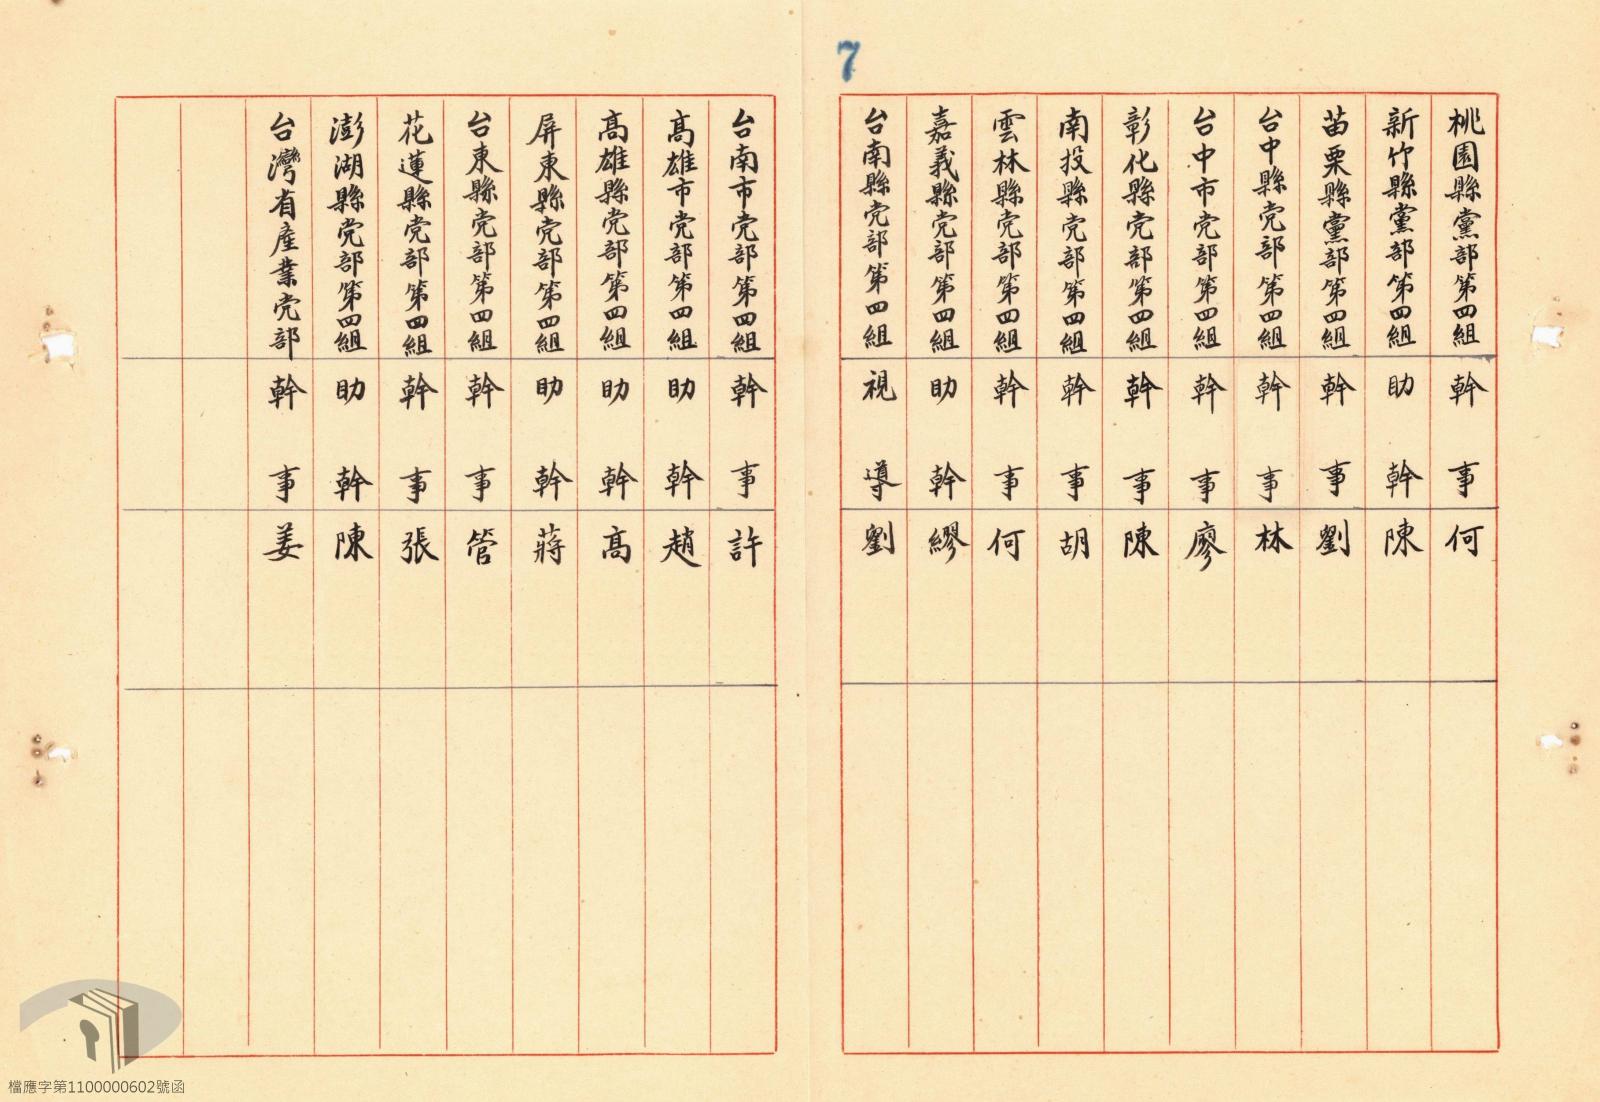 7
桃園縣黨部第四組 幹事 何
新竹縣黨部第四組 助幹 陳
苗栗縣黨部第四組 幹事 劉
台中縣党部第四組 幹事 林
台中市党部第四組 幹事 廖
彰化縣党部第四組 幹事 陳
南投縣党部第四組 幹事 胡
雲林縣党部第四組 幹事 何
嘉義縣党部第四組 助幹 繆
台南縣党部第四組 視導 劉
台南市党部第四組 幹事 許
高雄市党部第四組 助幹 趙
高雄縣党部第四組 助幹 高
屏東縣党部第四組 助幹 蔣
台東縣党部第四組 幹事 管
花蓮縣党部第四組 幹事 張
澎湖縣党部第四組 助幹 陳
台灣省產業党部 幹事 姜
檔應字第1100000602號函